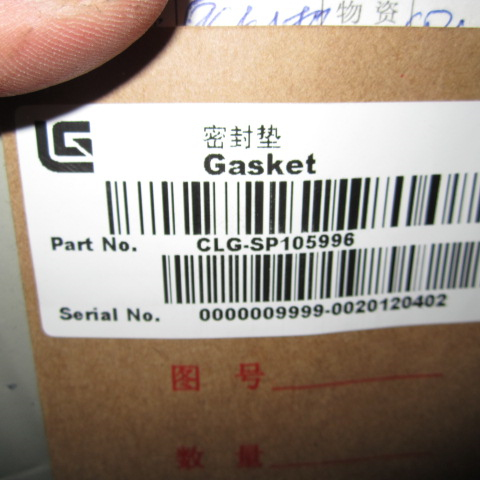 物资
密封垫
Gasket
Part No. CLG-SP105996
Serial No. 0000009999-0020120402
图 号
数 量